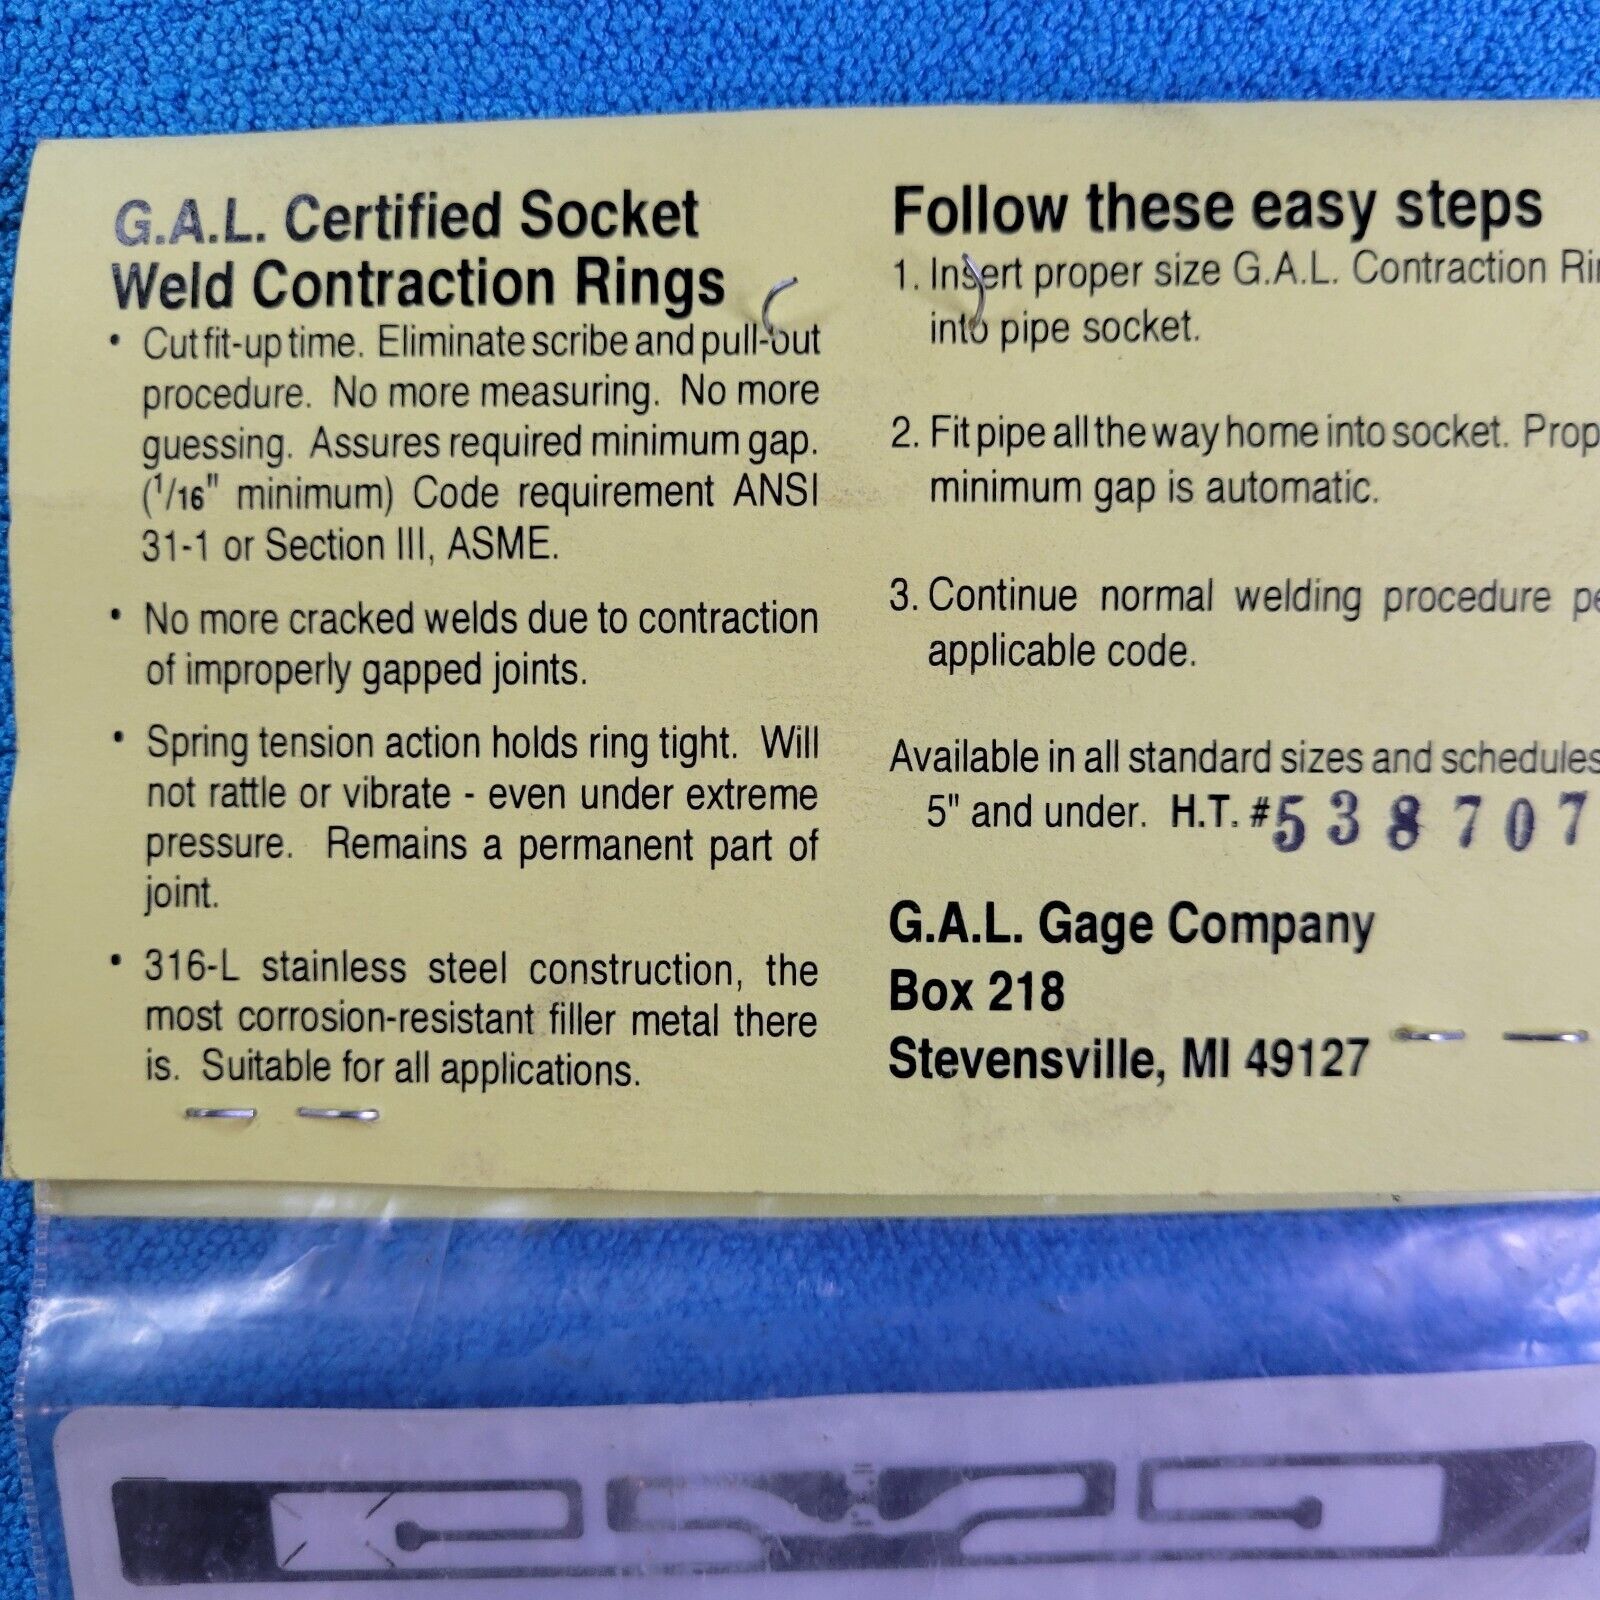 G.A.L. Certified Socket
Weld Contraction Rings
• Cut fit-up time. Eliminate scribe and pull-out
procedure. No more measuring. No more
guessing. Assures required minimum gap.
(1/16" minimum) Code requirement ANSI
31-1 or Section III, ASME.
• No more cracked welds due to contraction
of improperly gapped joints.
• Spring tension action holds ring tight. Will
not rattle or vibrate - even under extreme
pressure. Remains a permanent part of
joint.
• 316-L stainless steel construction, the
most corrosion-resistant filler metal there
is. Suitable for all applications.
Follow these easy steps
1. Insert proper size G.A.L. Contraction Rin
into pipe socket.
2. Fit pipe all the way home into socket. Prop
minimum gap is automatic.
3. Continue normal welding procedure pe
applicable code.
Available in all standard sizes and schedules
5" and under. H.T. #538707
G.A.L. Gage Company
Box 218
Stevensville, MI 49127